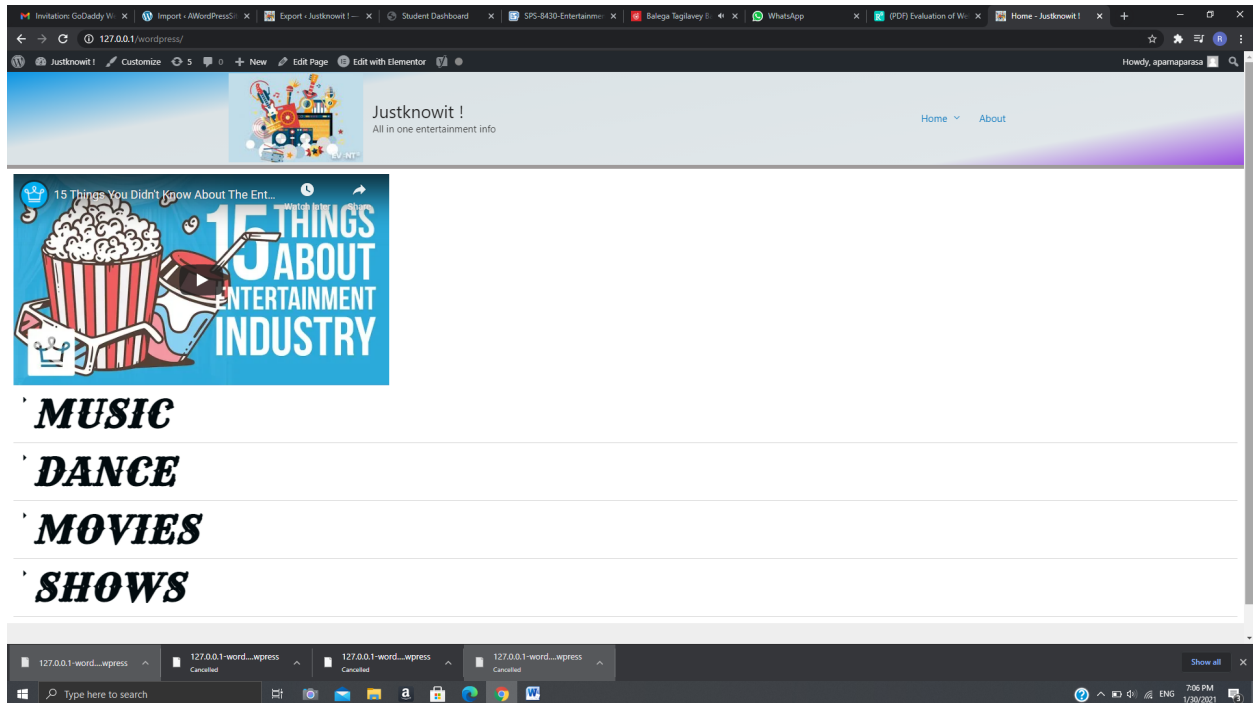 Invitation: GoDaddy W
Import ‹ AWordPressSi
Export ‹ Justknowit ! —
Student Dashboard
SPS-8430-Entertainmen
Balega Tagilavey B
WhatsApp
(PDF) Evaluation of We
Home - Justknowit !
127.0.0.1/wordpress/
R
Justknowit !
Customize
5
0
New
Edit Page
Edit with Elementor
Howdy, aparnaparasa
Justknowit !
All in one entertainment info
Home
About
15 Things You Didn't Know About The Ent...
Watch later
Share
15 THINGS
ABOUT
ENTERTAINMENT
INDUSTRY
MUSIC
DANCE
MOVIES
SHOWS
127.0.0.1-word....wpress
127.0.0.1-word....wpress
Cancelled
127.0.0.1-word....wpress
Cancelled
127.0.0.1-word....wpress
Cancelled
Show all
Type here to search
ENG
7:06 PM
1/30/2021